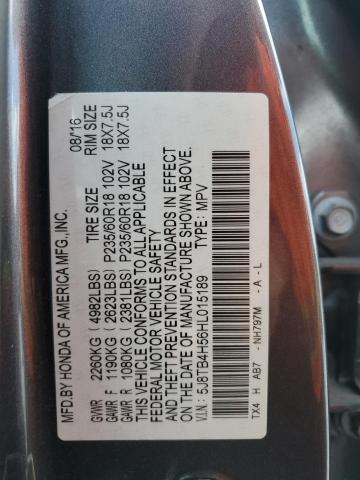 MFD.BY HONDA OF AMERICA MFG.,INC. 08/16
TIRE SIZE RIM SIZE
GVWR 2260KG ( 4982LBS)
GAWR F 1190KG ( 2623LBS) P235/60R18 102V 18X7.5J
GAWR R 1080KG ( 2381LBS) P235/60R18 102V 18X7.5J
THIS VEHICLE CONFORMS TO ALL APPLICABLE
FEDERAL MOTOR VEHICLE SAFETY
AND THEFT PREVENTION STANDARDS IN EFFECT
ON THE DATE OF MANUFACTURE SHOWN ABOVE.
V.I.N.: 5J8TB4H56HL015189 TYPE: MPV
TX4 H AB7 - NH797M - A - L